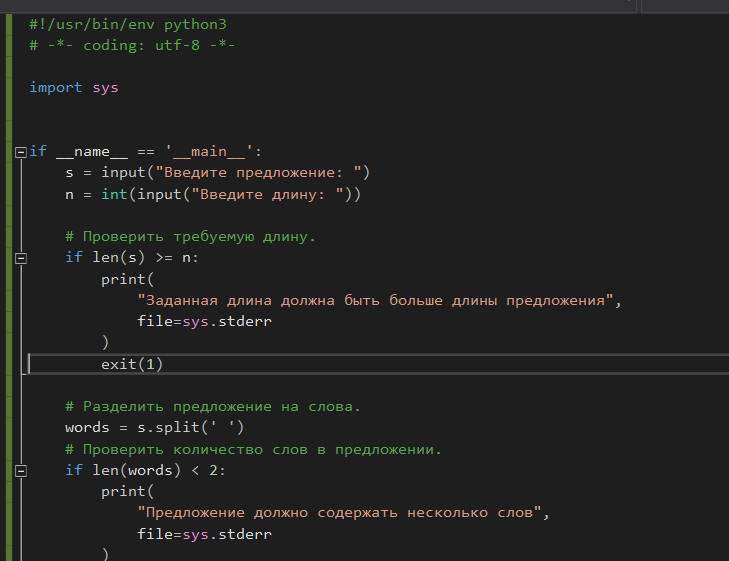 #!/usr/bin/env python3
# -*- coding: utf-8 -*-
import sys
if __name__ == '__main__':
s = input("Введите предложение: ")
n = int(input("Введите длину: "))
# Проверить требуемую длину.
if len(s) >= n:
print(
"Заданная длина должна быть больше длины предложения",
file=sys.stderr
)
exit(1)
# Разделить предложение на слова.
words = s.split(' ')
# Проверить количество слов в предложении.
if len(words) < 2:
print(
"Предложение должно содержать несколько слов",
file=sys.stderr
)